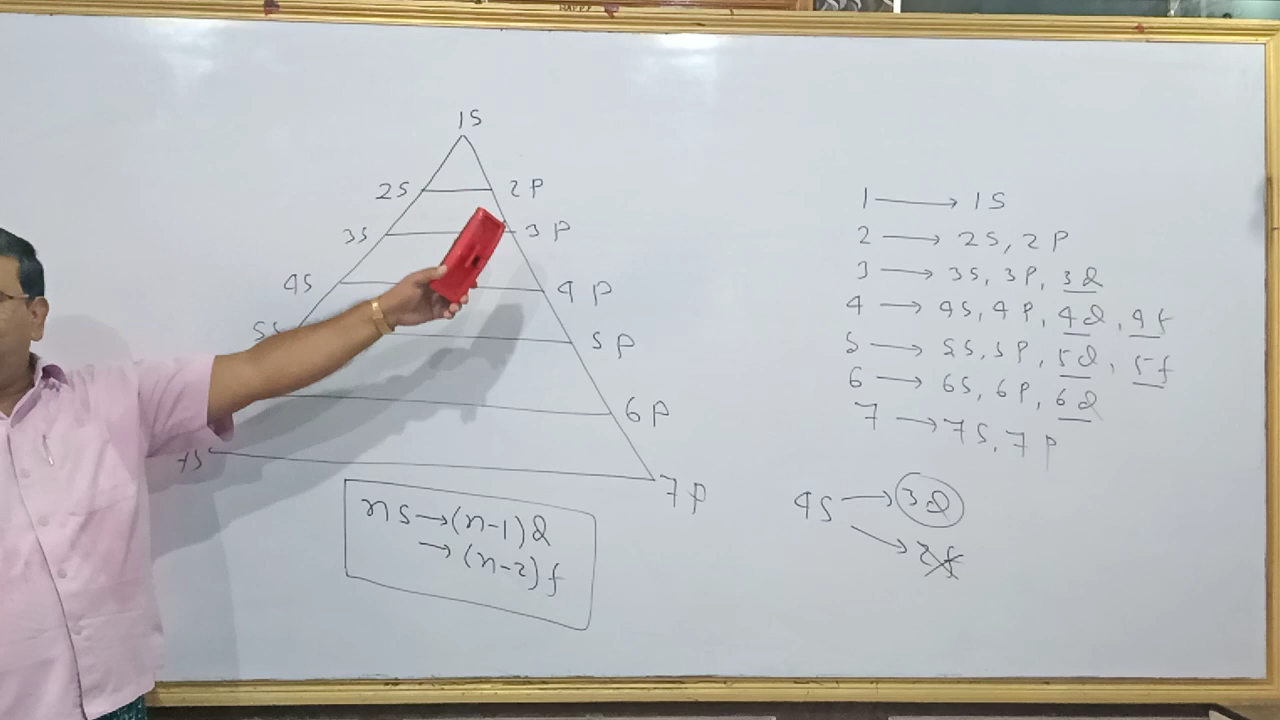 HAPPY
1S
2S 2P
3S 3P
4S 4P
5S 5P
6P
7S 7P
nS→(n-1)d
→(n-2)f
1 → 1S
2 → 2S, 2P
3 → 3S, 3P, 3d
4 → 4S, 4P, 4d, 4f
5 → 5S, 5P, 5d, 5f
6 → 6S, 6P, 6d
7 → 7S, 7P
4S → 3d
→ 2f